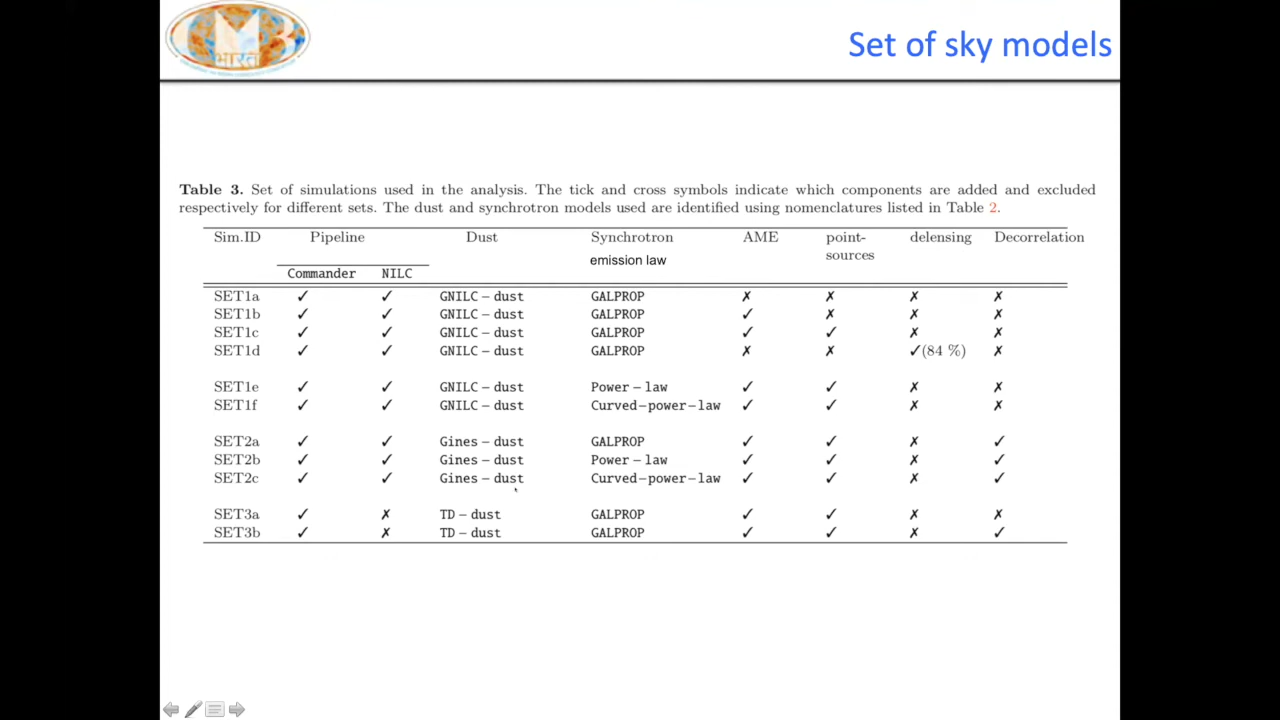 CMB
भारत
Set of sky models
Table 3. Set of simulations used in the analysis. The tick and cross symbols indicate which components are added and excluded
respectively for different sets. The dust and synchrotron models used are identified using nomenclatures listed in Table 2.
Sim.ID Pipeline Dust Synchrotron AME point-sources delensing Decorrelation
emission law
Commander NILC
SET1a ✓ ✓ GNILC – dust GALPROP ✗ ✗ ✗ ✗
SET1b ✓ ✓ GNILC – dust GALPROP ✓ ✗ ✗ ✗
SET1c ✓ ✓ GNILC – dust GALPROP ✓ ✓ ✗ ✗
SET1d ✓ ✓ GNILC – dust GALPROP ✗ ✗ ✓(84 %) ✗
SET1e ✓ ✓ GNILC – dust Power – law ✓ ✓ ✗ ✗
SET1f ✓ ✓ GNILC – dust Curved–power–law ✓ ✓ ✗ ✗
SET2a ✓ ✓ Gines – dust GALPROP ✓ ✓ ✗ ✓
SET2b ✓ ✓ Gines – dust Power – law ✓ ✓ ✗ ✓
SET2c ✓ ✓ Gines – dust Curved–power–law ✓ ✓ ✗ ✓
SET3a ✓ ✗ TD – dust GALPROP ✓ ✓ ✗ ✗
SET3b ✓ ✗ TD – dust GALPROP ✓ ✓ ✗ ✓